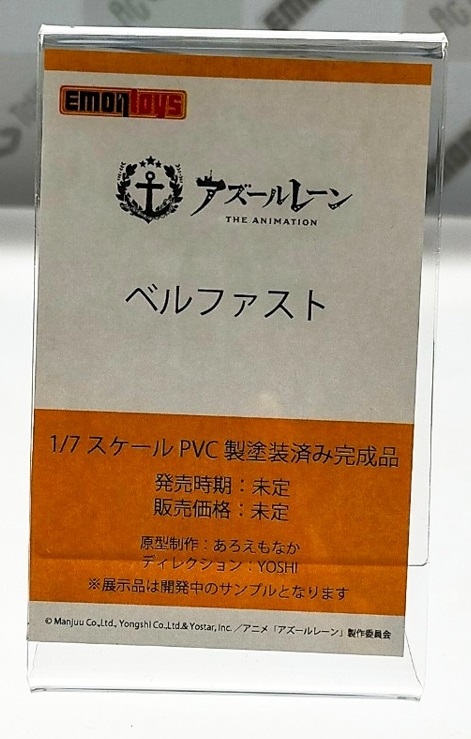 EMONtoys
アズールレーン
THE ANIMATION
ベルファスト
1/7 スケール PVC 製塗装済み完成品
発売時期：未定
販売価格：未定
原型制作：あろえもなか
ディレクション：YOSHI
※展示品は開発中のサンプルとなります
© Manjuu Co.,Ltd., Yongshi Co.,Ltd.& Yostar, Inc. ／アニメ「アズールレーン」製作委員会